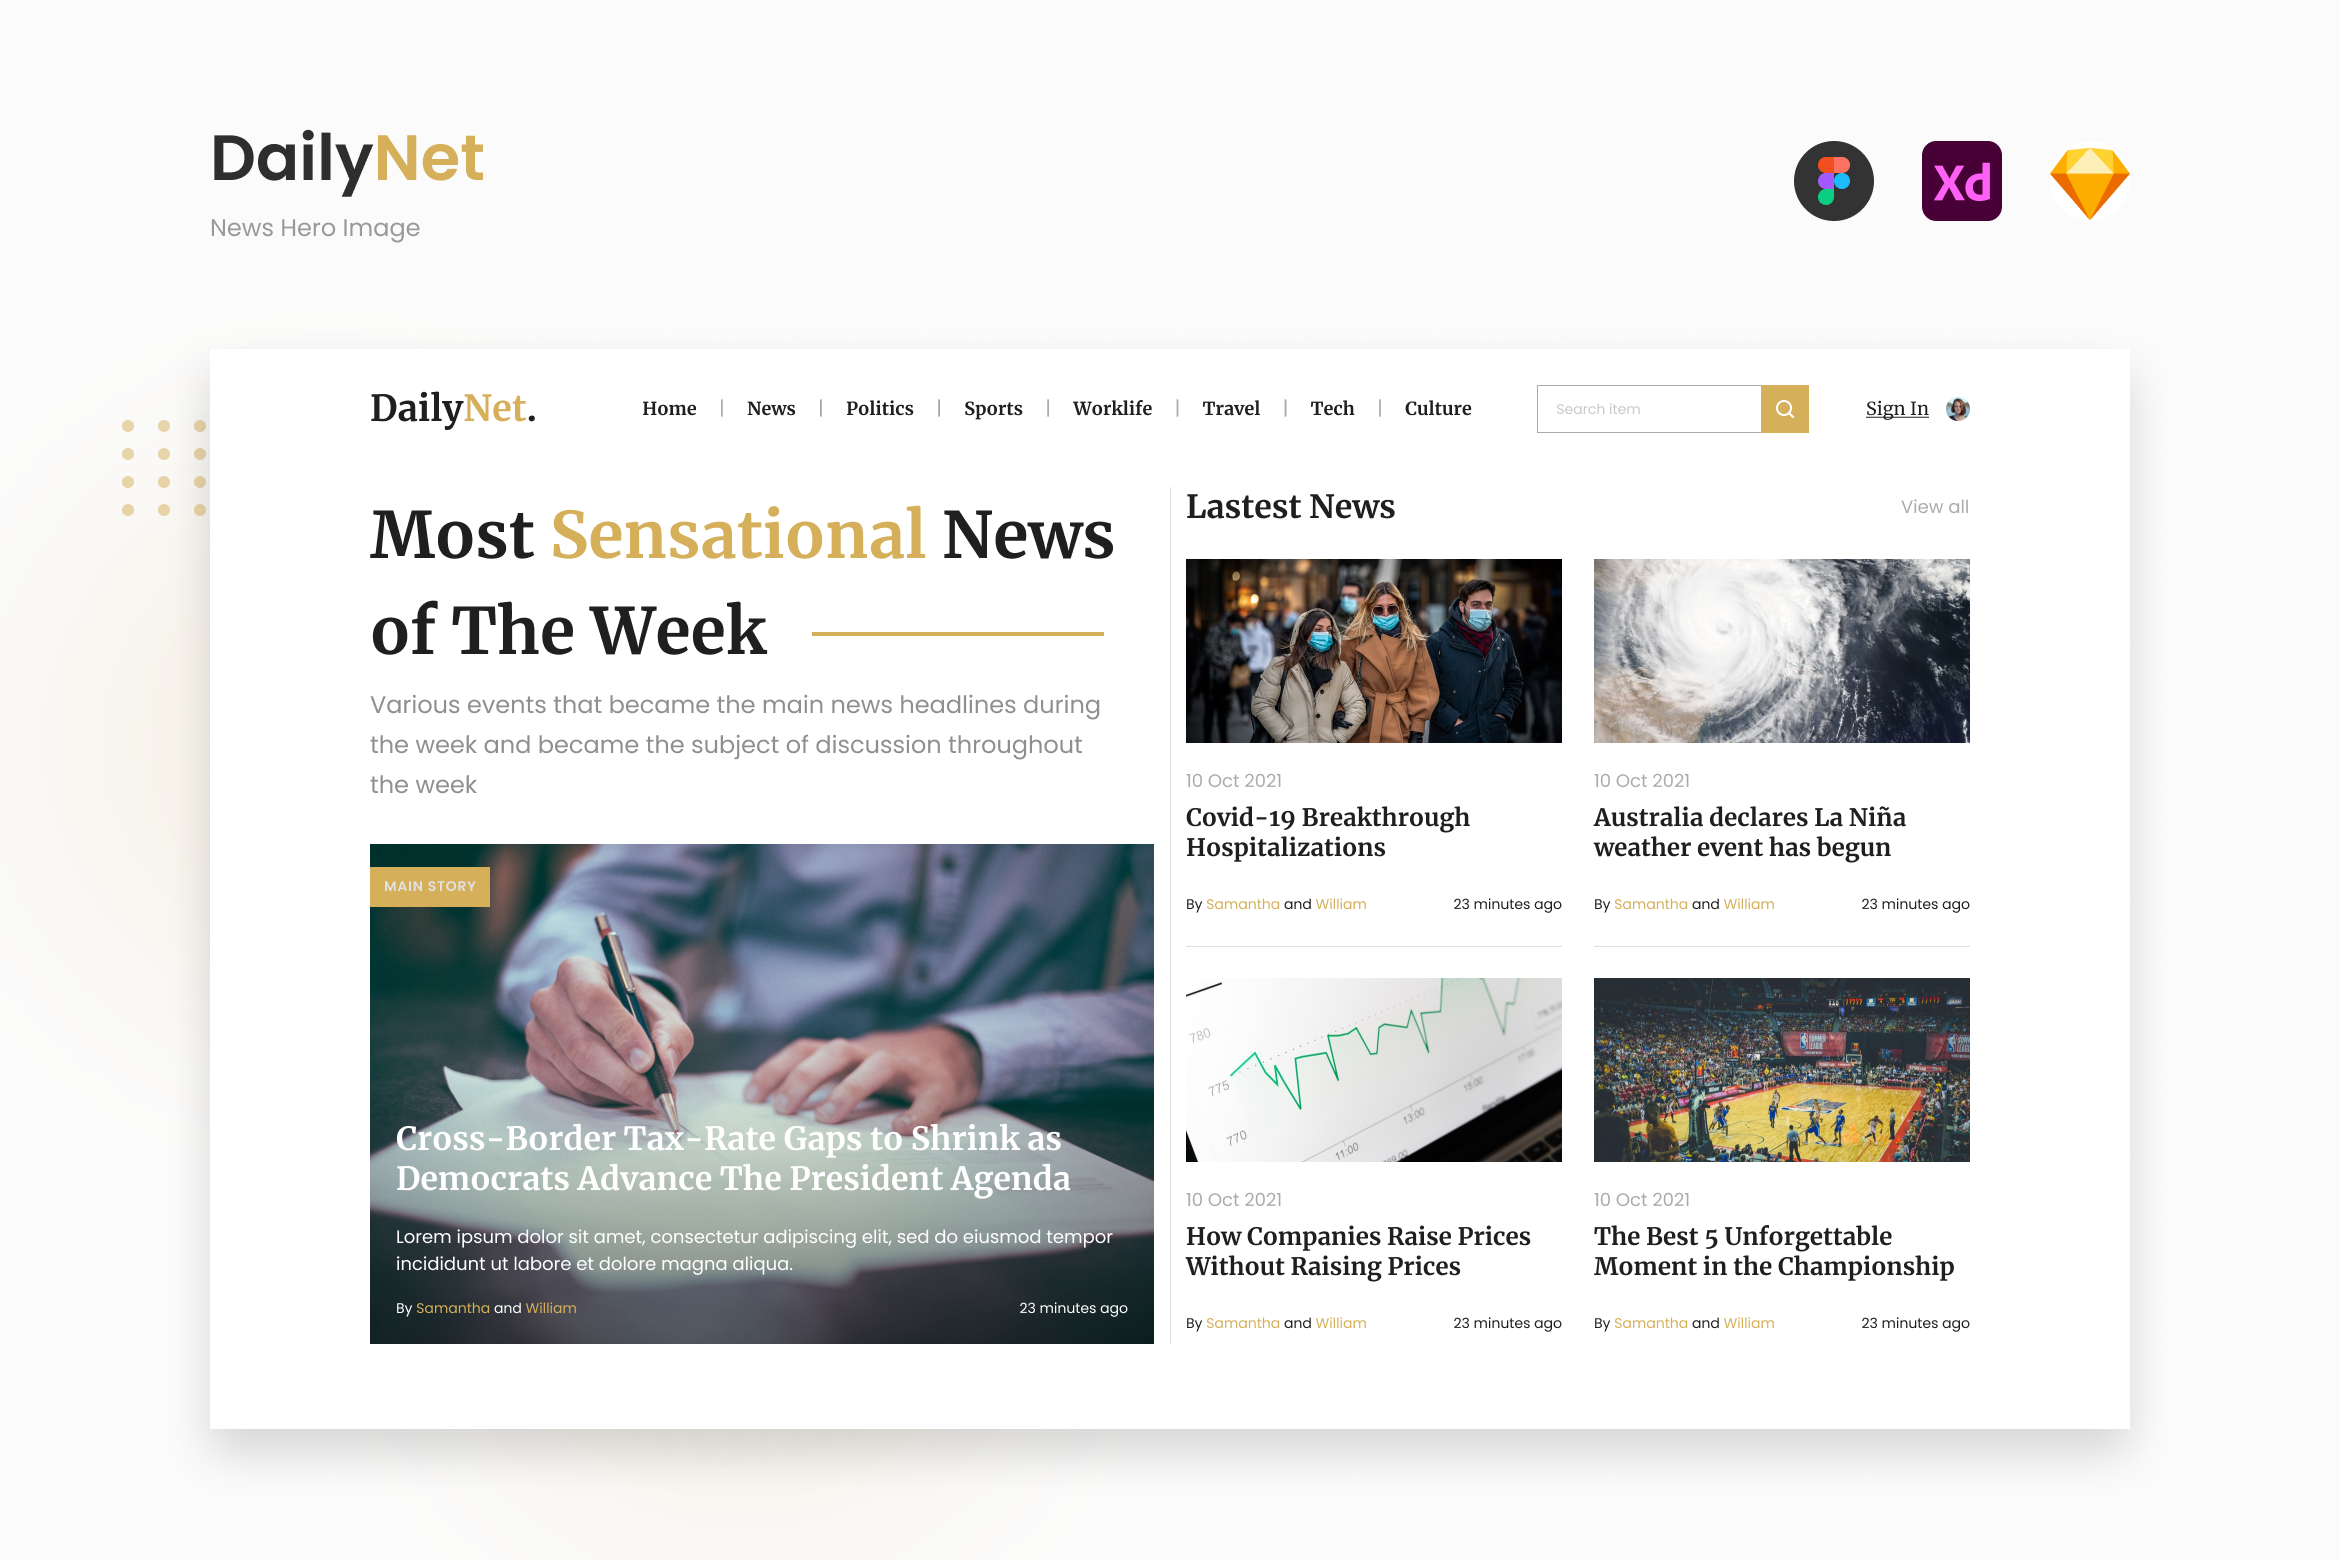 DailyNet
News Hero Image
Xd
DailyNet.
Home | News | Politics | Sports | Worklife | Travel | Tech | Culture
Search item
Sign In
Most Sensational News
of The Week
Various events that became the main news headlines during
the week and became the subject of discussion throughout
the week
MAIN STORY
Cross-Border Tax-Rate Gaps to Shrink as
Democrats Advance The President Agenda
Lorem ipsum dolor sit amet, consectetur adipiscing elit, sed do eiusmod tempor
incididunt ut labore et dolore magna aliqua.
By Samantha and William
23 minutes ago
Lastest News
View all
10 Oct 2021
Covid-19 Breakthrough
Hospitalizations
By Samantha and William
23 minutes ago
10 Oct 2021
Australia declares La Niña
weather event has begun
By Samantha and William
23 minutes ago
780
775
770
11:00
13:00
15:00
10 Oct 2021
How Companies Raise Prices
Without Raising Prices
By Samantha and William
23 minutes ago
10 Oct 2021
The Best 5 Unforgettable
Moment in the Championship
By Samantha and William
23 minutes ago